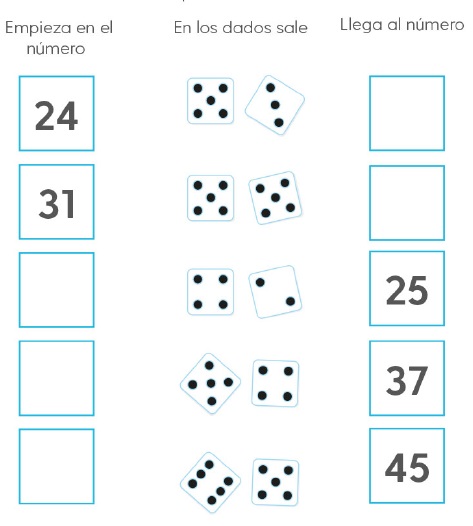 Empieza en el
número
En los dados sale
Llega al número
24
31
25
37
45